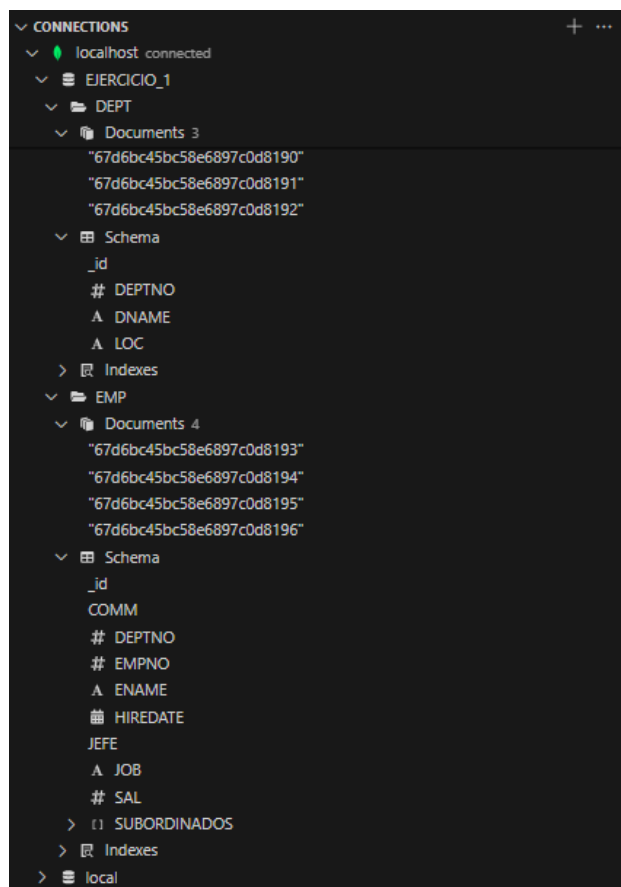 CONNECTIONS
localhost connected
EJERCICIO_1
DEPT
Documents 3
"67d6bc45bc58e6897c0d8190"
"67d6bc45bc58e6897c0d8191"
"67d6bc45bc58e6897c0d8192"
Schema
_id
# DEPTNO
A DNAME
A LOC
Indexes
EMP
Documents 4
"67d6bc45bc58e6897c0d8193"
"67d6bc45bc58e6897c0d8194"
"67d6bc45bc58e6897c0d8195"
"67d6bc45bc58e6897c0d8196"
Schema
_id
COMM
# DEPTNO
# EMPNO
A ENAME
HIREDATE
JEFE
A JOB
# SAL
[] SUBORDINADOS
Indexes
local